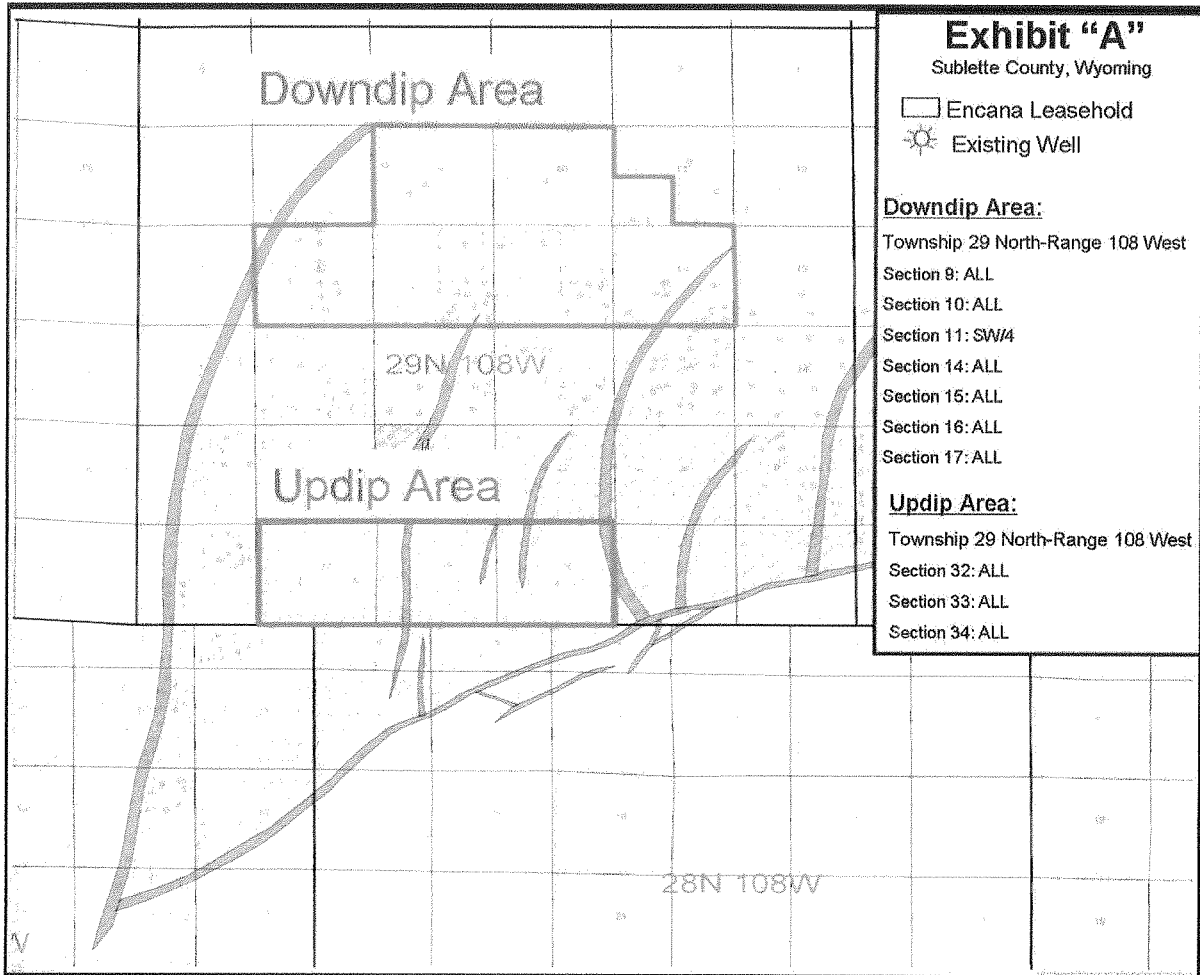 Exhibit “A”
Sublette County, Wyoming
Encana Leasehold
Existing Well
Downdip Area:
Township 29 North-Range 108 West
Section 9: ALL
Section 10: ALL
Section 11: SW/4
Section 14: ALL
Section 15: ALL
Section 16: ALL
Section 17: ALL
Updip Area:
Township 29 North-Range 108 West
Section 32: ALL
Section 33: ALL
Section 34: ALL
Downdip Area
29N 108W
Updip Area
28N 108W